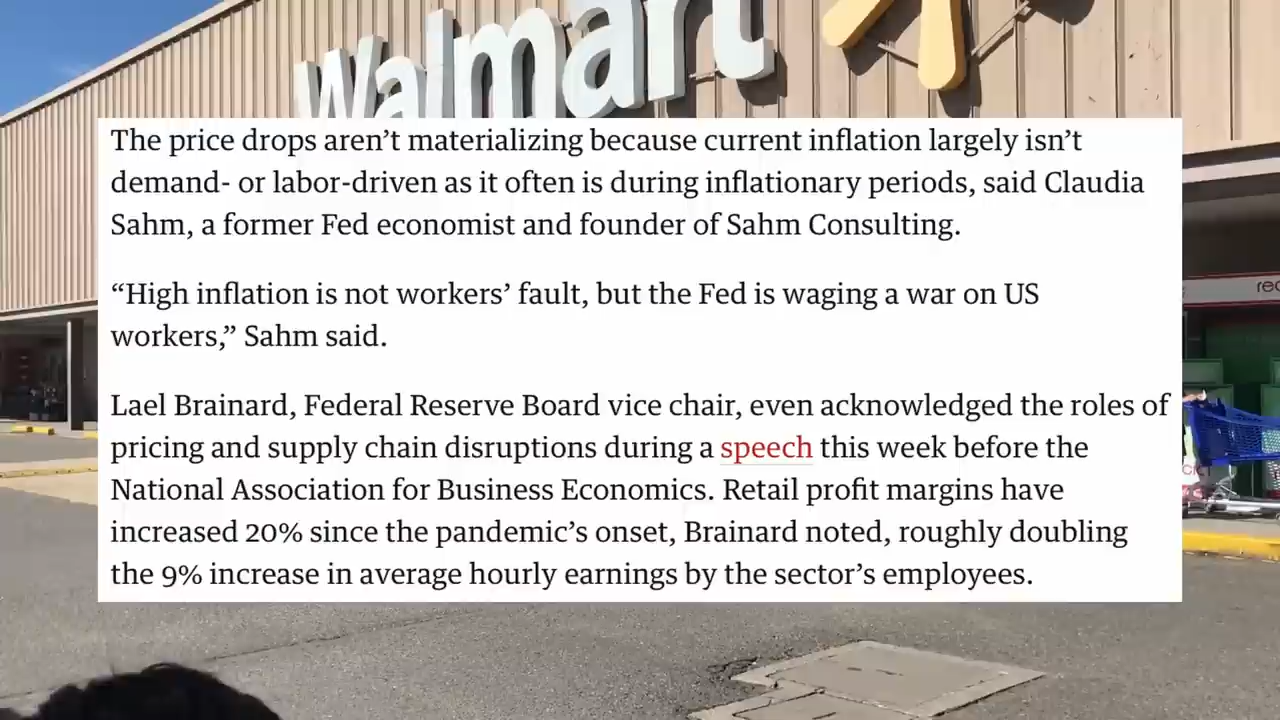 Walmart
The price drops aren’t materializing because current inflation largely isn’t
demand- or labor-driven as it often is during inflationary periods, said Claudia
Sahm, a former Fed economist and founder of Sahm Consulting.
“High inflation is not workers’ fault, but the Fed is waging a war on US
workers,” Sahm said.
Lael Brainard, Federal Reserve Board vice chair, even acknowledged the roles of
pricing and supply chain disruptions during a speech this week before the
National Association for Business Economics. Retail profit margins have
increased 20% since the pandemic’s onset, Brainard noted, roughly doubling
the 9% increase in average hourly earnings by the sector’s employees.